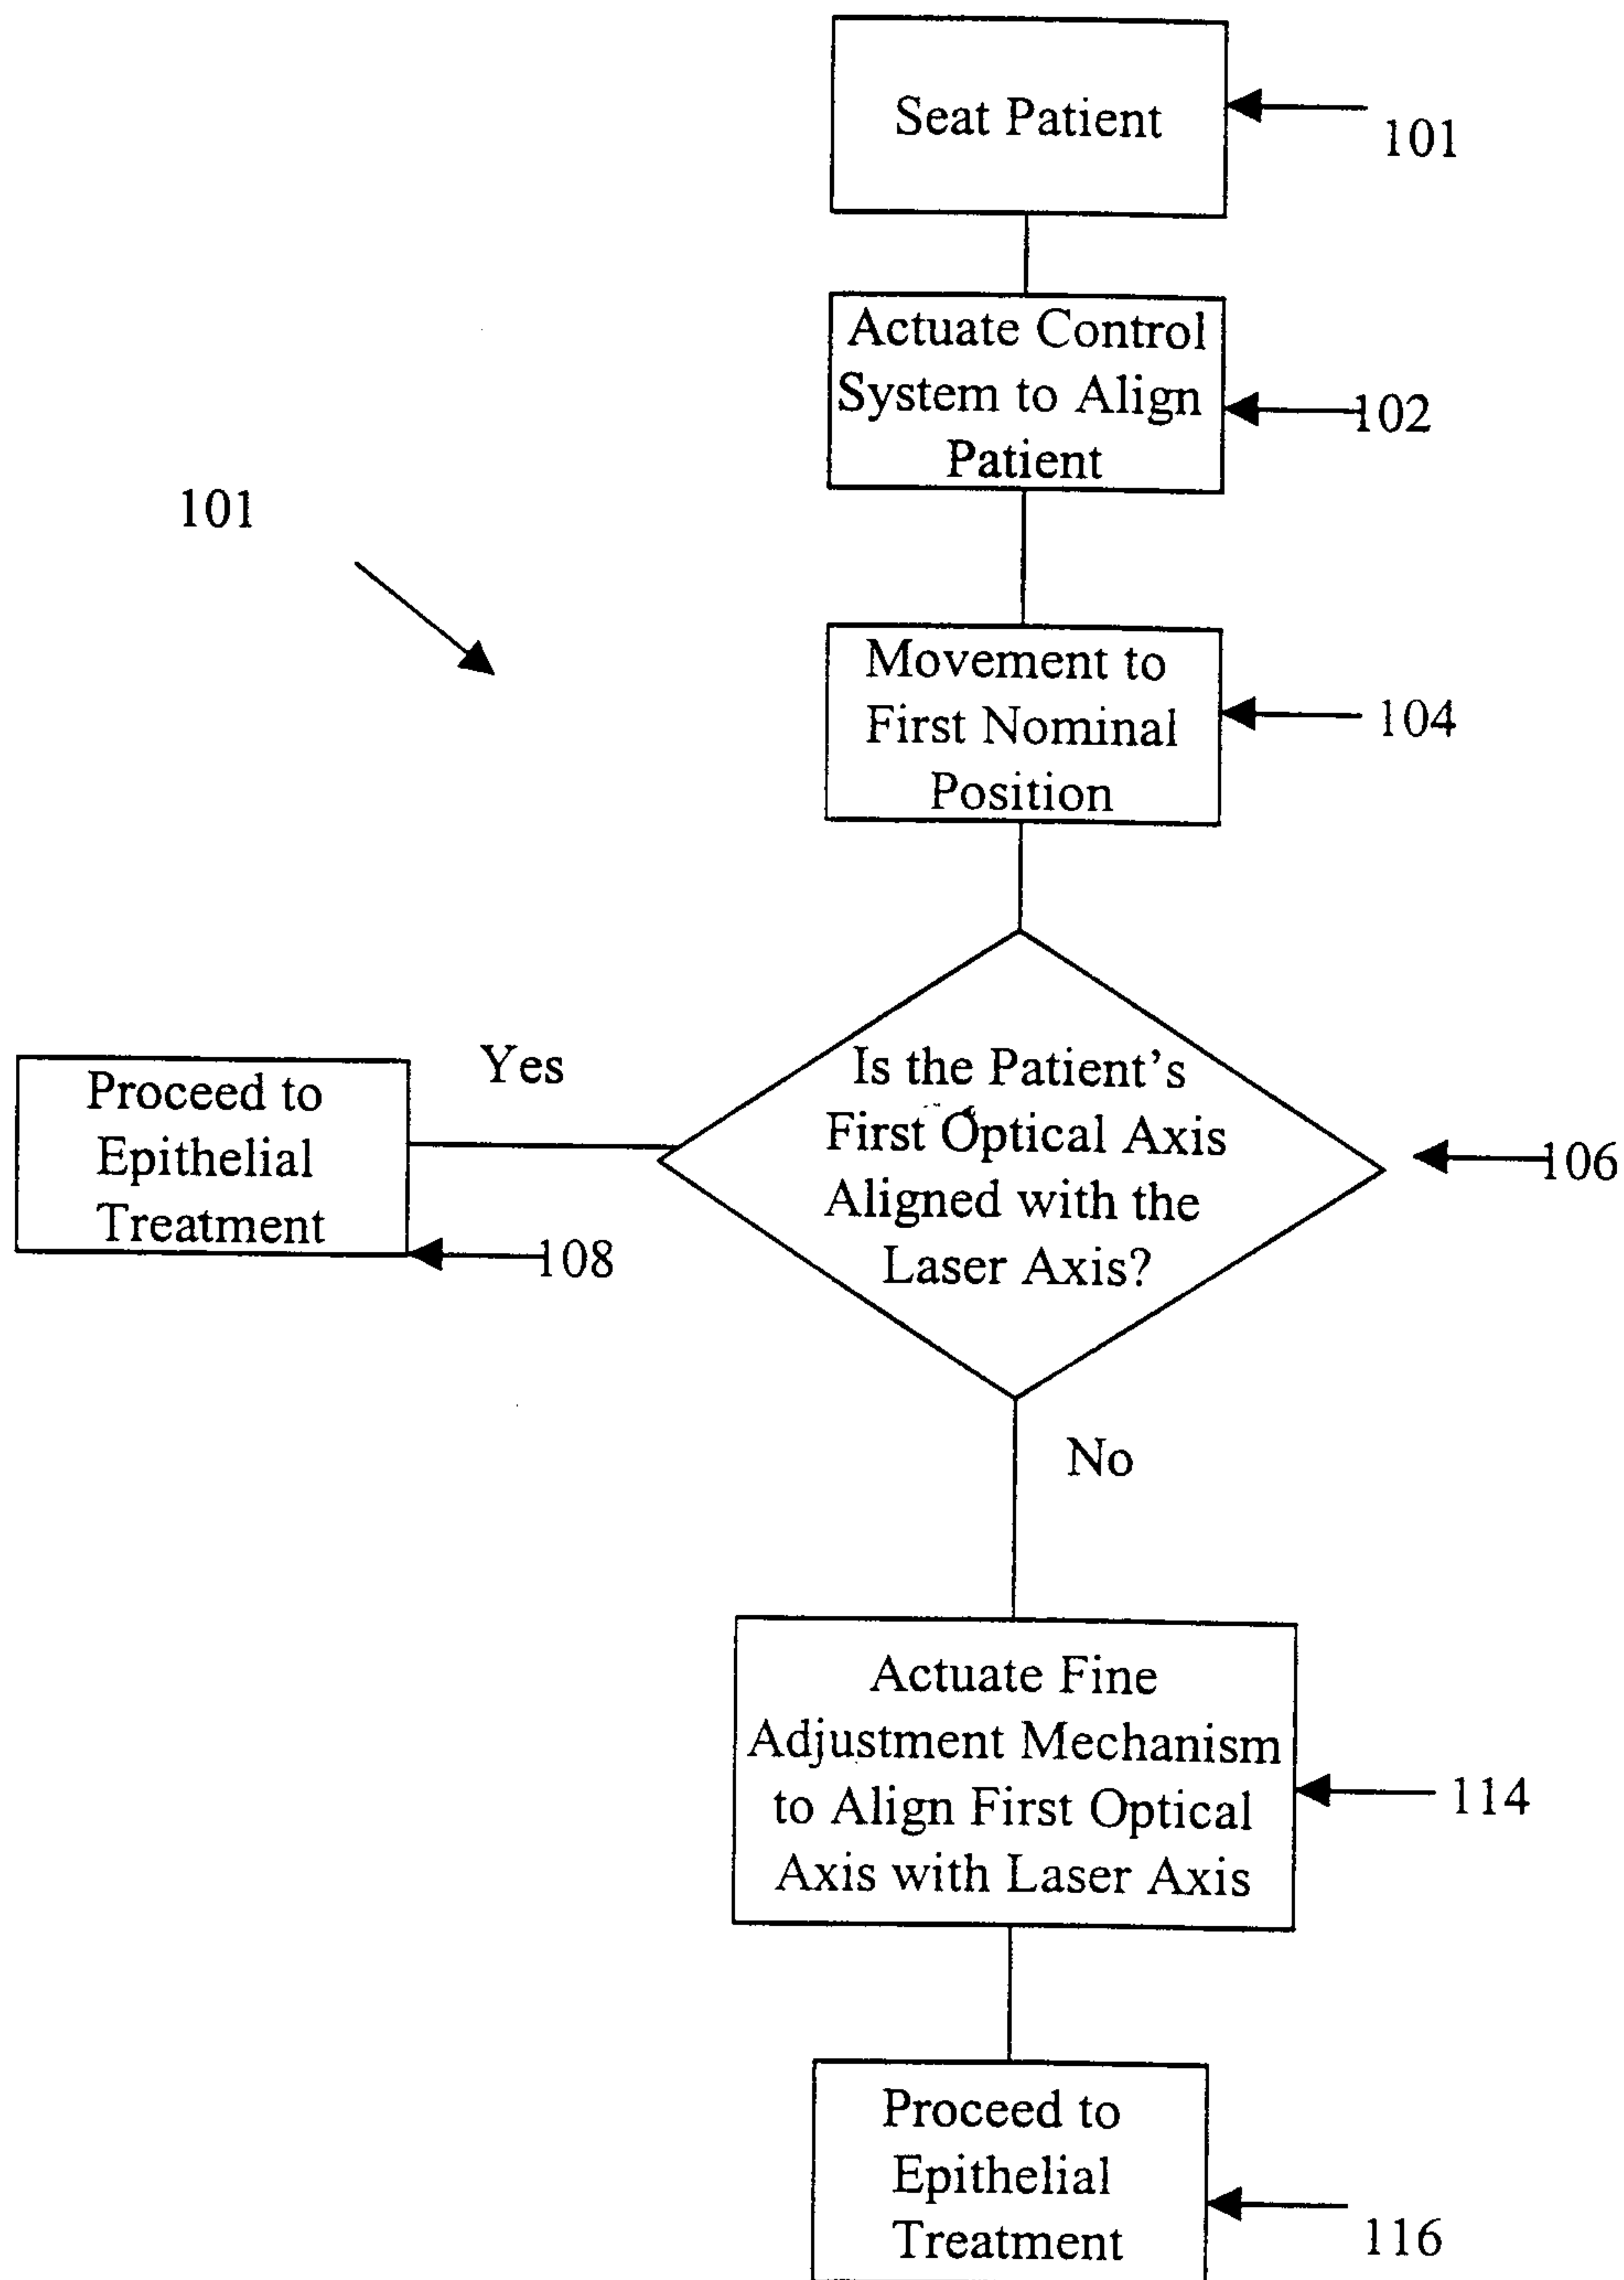 Seat Patient
101
Actuate Control
System to Align
Patient
102
101
Movement to
First Nominal
Position
104
Is the Patient's
First Optical Axis
Aligned with the
Laser Axis?
106
Yes
Proceed to
Epithelial
Treatment
108
No
Actuate Fine
Adjustment Mechanism
to Align First Optical
Axis with Laser Axis
114
Proceed to
Epithelial
Treatment
116